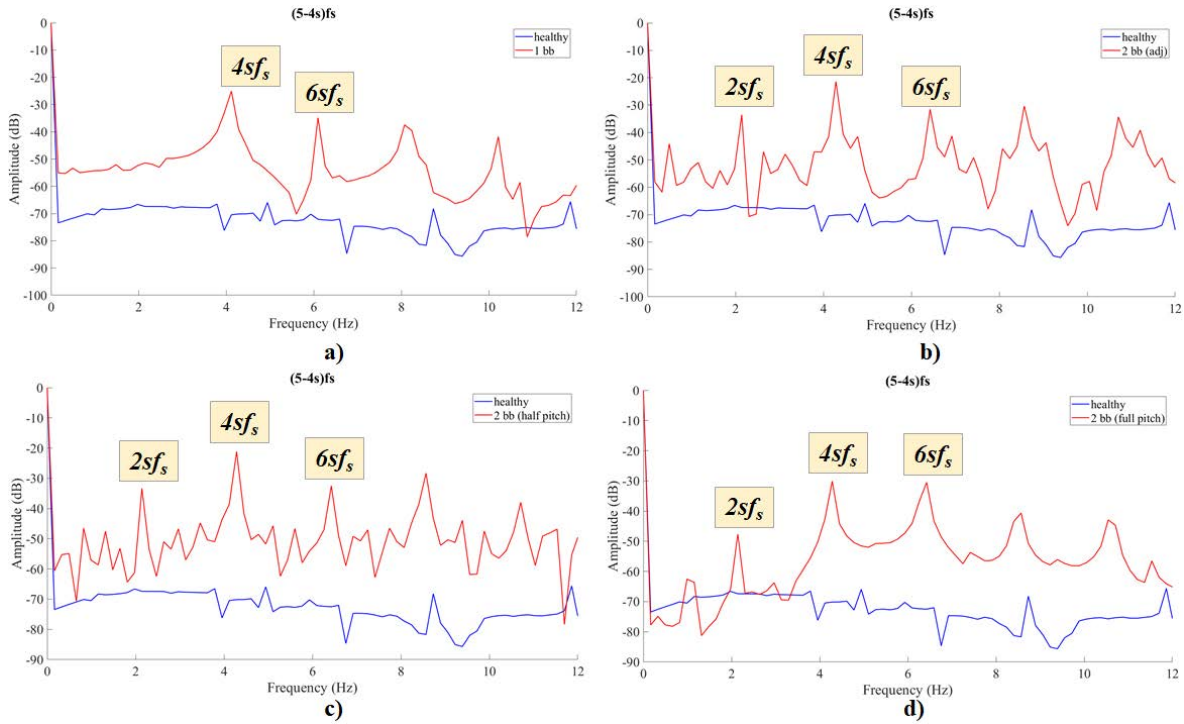 (5-4s)fs
healthy
1 bb
4sfs
6sfs
Amplitude (dB)
0
-10
-20
-30
-40
-50
-60
-70
-80
-90
-100
0 2 4 6 8 10 12
Frequency (Hz)
a)
(5-4s)fs
healthy
2 bb (adj)
2sfs
4sfs
6sfs
Amplitude (dB)
0
-10
-20
-30
-40
-50
-60
-70
-80
-90
-100
0 2 4 6 8 10 12
Frequency (Hz)
b)
(5-4s)fs
healthy
2 bb (half pitch)
2sfs
4sfs
6sfs
Amplitude (dB)
0
-10
-20
-30
-40
-50
-60
-70
-80
-90
0 2 4 6 8 10 12
Frequency (Hz)
c)
(5-4s)fs
healthy
2 bb (full pitch)
2sfs
4sfs
6sfs
Amplitude (dB)
0
-10
-20
-30
-40
-50
-60
-70
-80
-90
0 2 4 6 8 10 12
Frequency (Hz)
d)